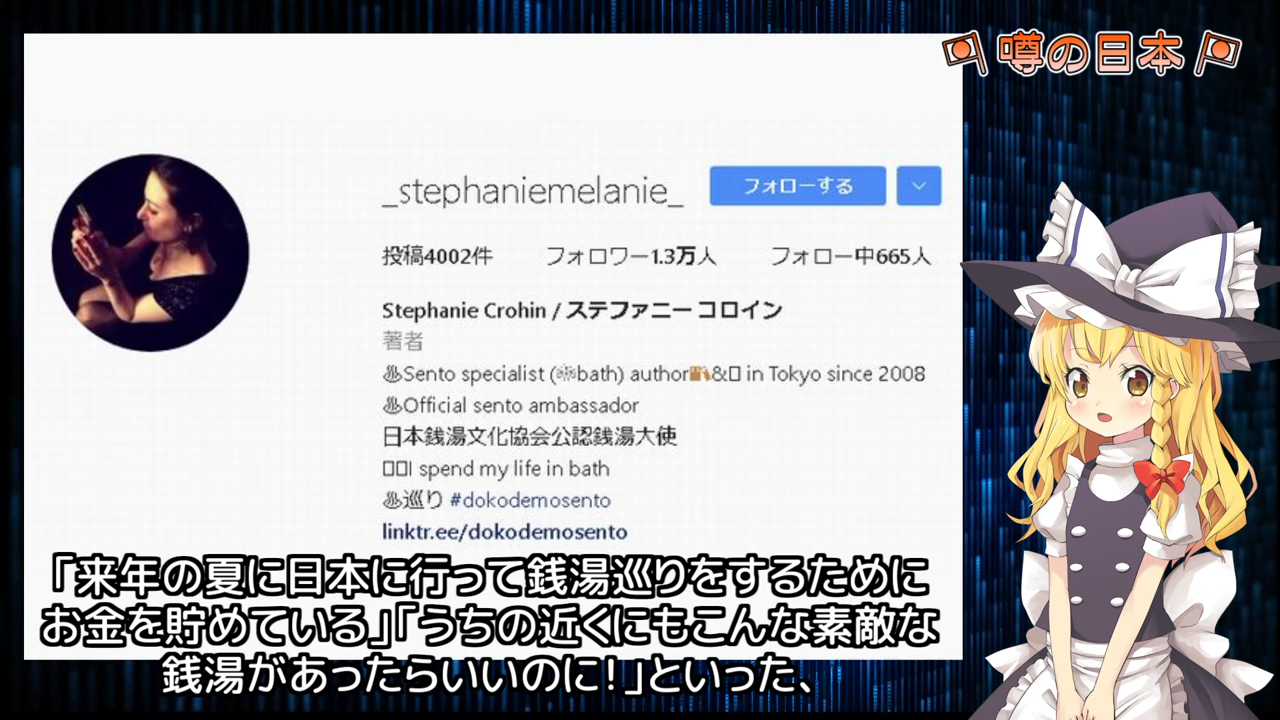 噂の日本
_stephaniemelanie_ フォローする
投稿4002件 フォロワー1.3万人 フォロー中665人
Stephanie Crohin / ステファニー コロイン
著者
♨Sento specialist (♨bath) author & in Tokyo since 2008
♨Official sento ambassador
日本銭湯文化協会公認銭湯大使
I spend my life in bath
♨巡り #dokodemosento
linktr.ee/dokodemosento
「来年の夏に日本に行って銭湯巡りをするために
お金を貯めている」「うちの近くにもこんな素敵な
銭湯があったらいいのに!」といった、